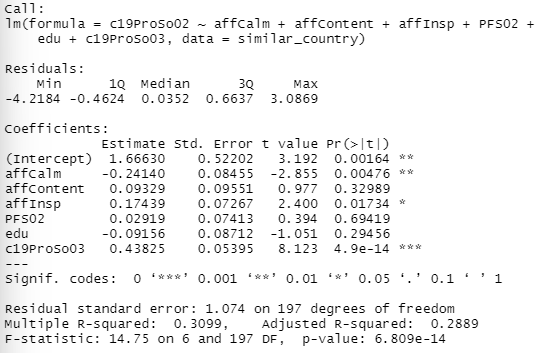 Call:
lm(formula = c19ProSo02 ~ affCalm + affContent + affInsp + PFS02 +
    edu + c19ProSo03, data = similar_country)

Residuals:
    Min      1Q  Median      3Q     Max
-4.2184 -0.4624  0.0352  0.6637  3.0869

Coefficients:
            Estimate Std. Error t value Pr(>|t|)
(Intercept)  1.66630    0.52202   3.192  0.00164 **
affCalm     -0.24140    0.08455  -2.855  0.00476 **
affContent   0.09329    0.09551   0.977  0.32989
affInsp      0.17439    0.07267   2.400  0.01734 *
PFS02        0.02919    0.07413   0.394  0.69419
edu         -0.09156    0.08712  -1.051  0.29456
c19ProSo03   0.43825    0.05395   8.123  4.9e-14 ***
---
Signif. codes:  0 ‘***’ 0.001 ‘**’ 0.01 ‘*’ 0.05 ‘.’ 0.1 ‘ ’ 1

Residual standard error: 1.074 on 197 degrees of freedom
Multiple R-squared:  0.3099,    Adjusted R-squared:  0.2889
F-statistic: 14.75 on 6 and 197 DF,  p-value: 6.809e-14